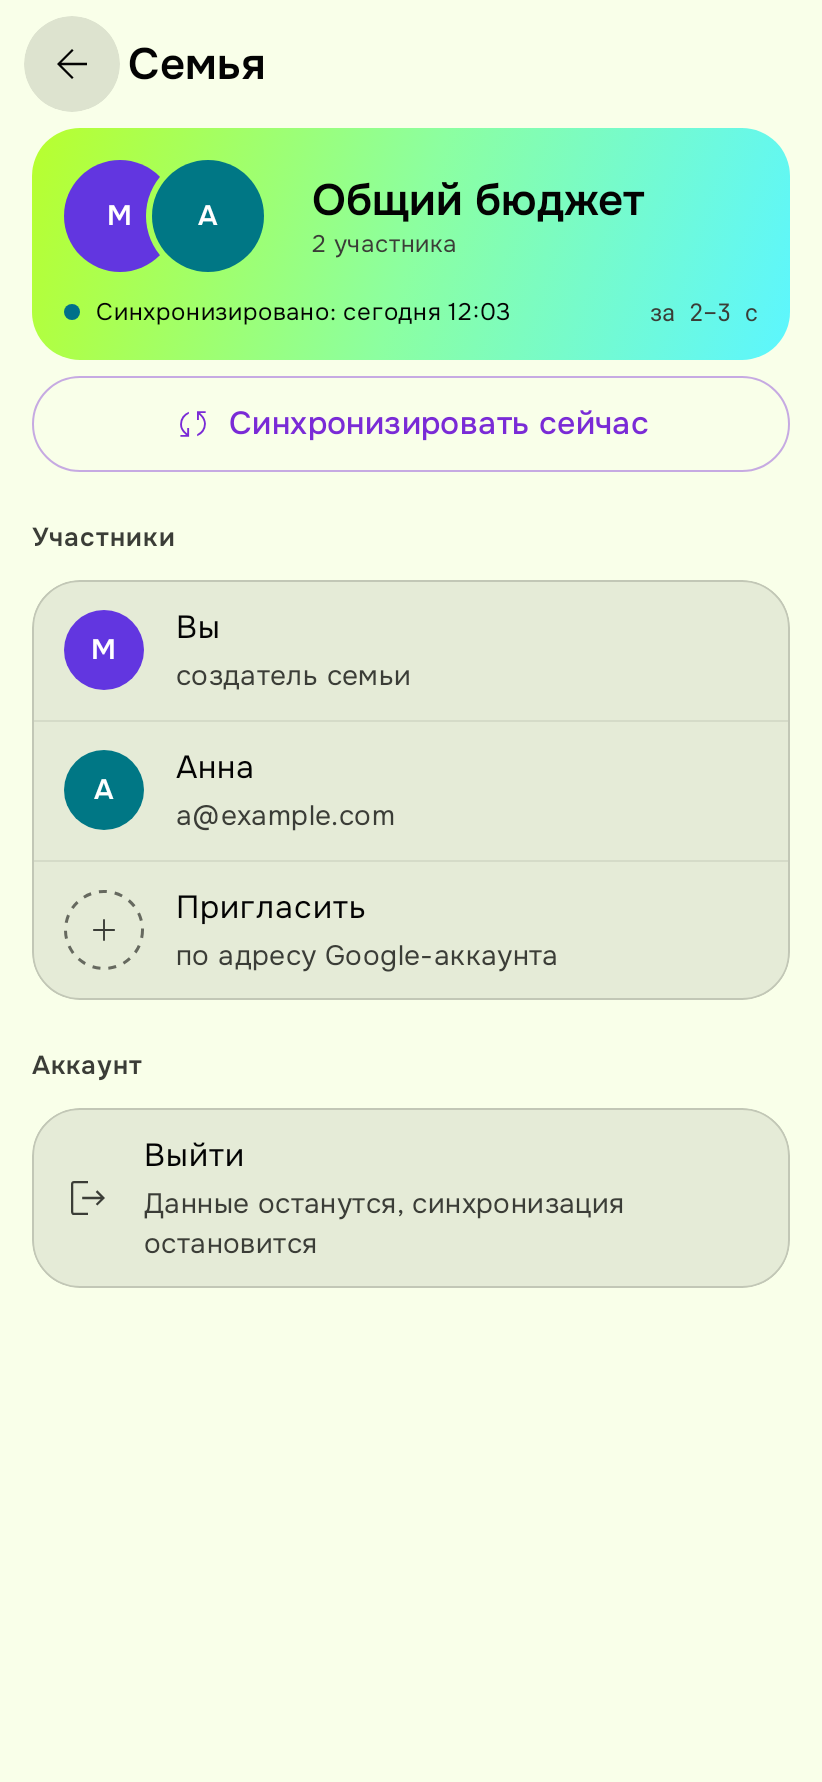 Семья
М
А
Общий бюджет
2 участника
Синхронизировано: сегодня 12:03
за 2–3 с
Синхронизировать сейчас
Участники
М
Вы
создатель семьи
А
Анна
a@example.com
Пригласить
по адресу Google-аккаунта
Аккаунт
Выйти
Данные останутся, синхронизация
остановится